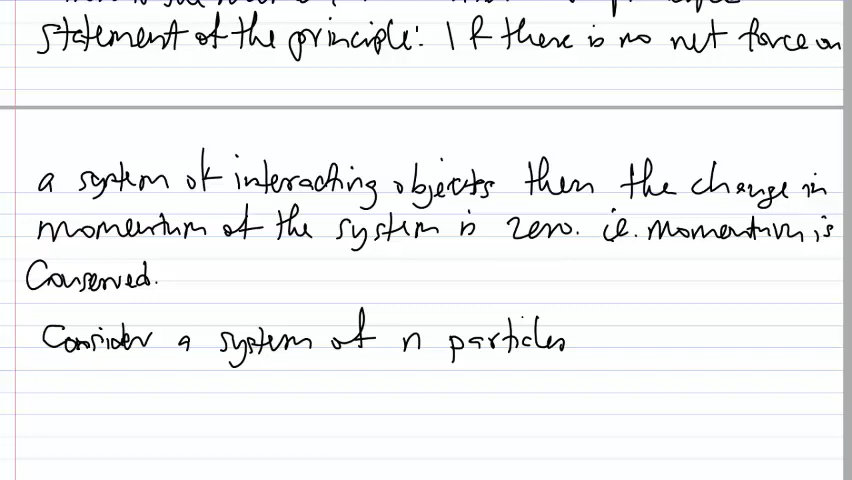 statement of the principle: If there is no net force on
a system of interacting objects then the change in
momentum of the system is zero. ie. momentum is
Conserved.
Consider a system of n particles